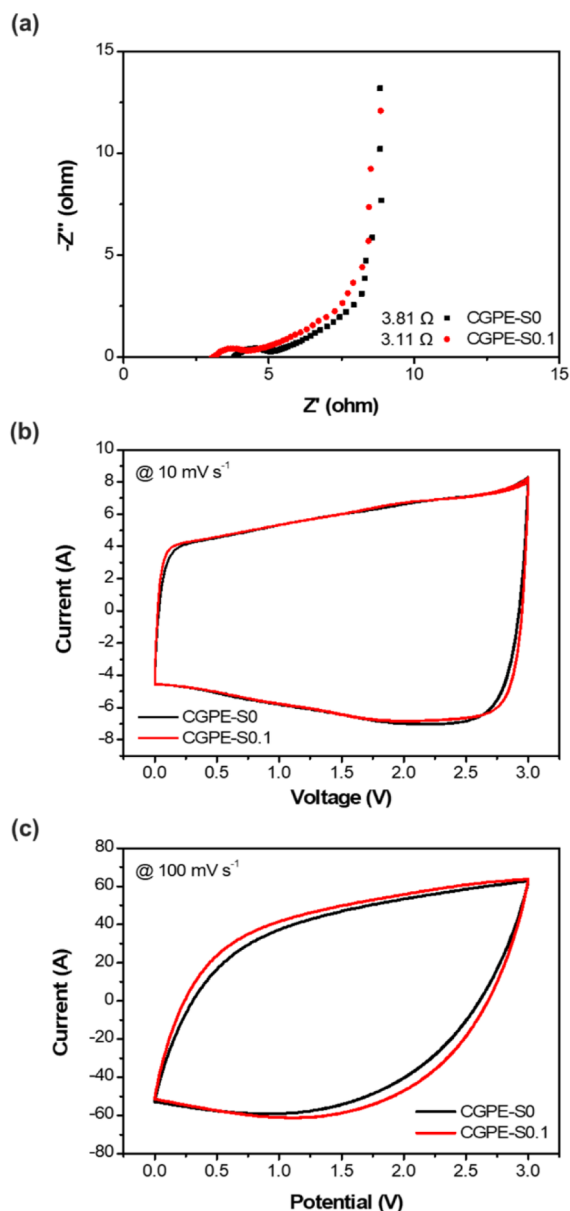 (a)
15
10
5
0
-Z" (ohm)
3.81 Ω CGPE-S0
3.11 Ω CGPE-S0.1
0 5 10 15
Z' (ohm)
(b)
@ 10 mV s⁻¹
10
8
6
4
2
0
-2
-4
-6
-8
Current (A)
CGPE-S0
CGPE-S0.1
0.0 0.5 1.0 1.5 2.0 2.5 3.0
Voltage (V)
(c)
@ 100 mV s⁻¹
80
60
40
20
0
-20
-40
-60
-80
Current (A)
CGPE-S0
CGPE-S0.1
0.0 0.5 1.0 1.5 2.0 2.5 3.0
Potential (V)